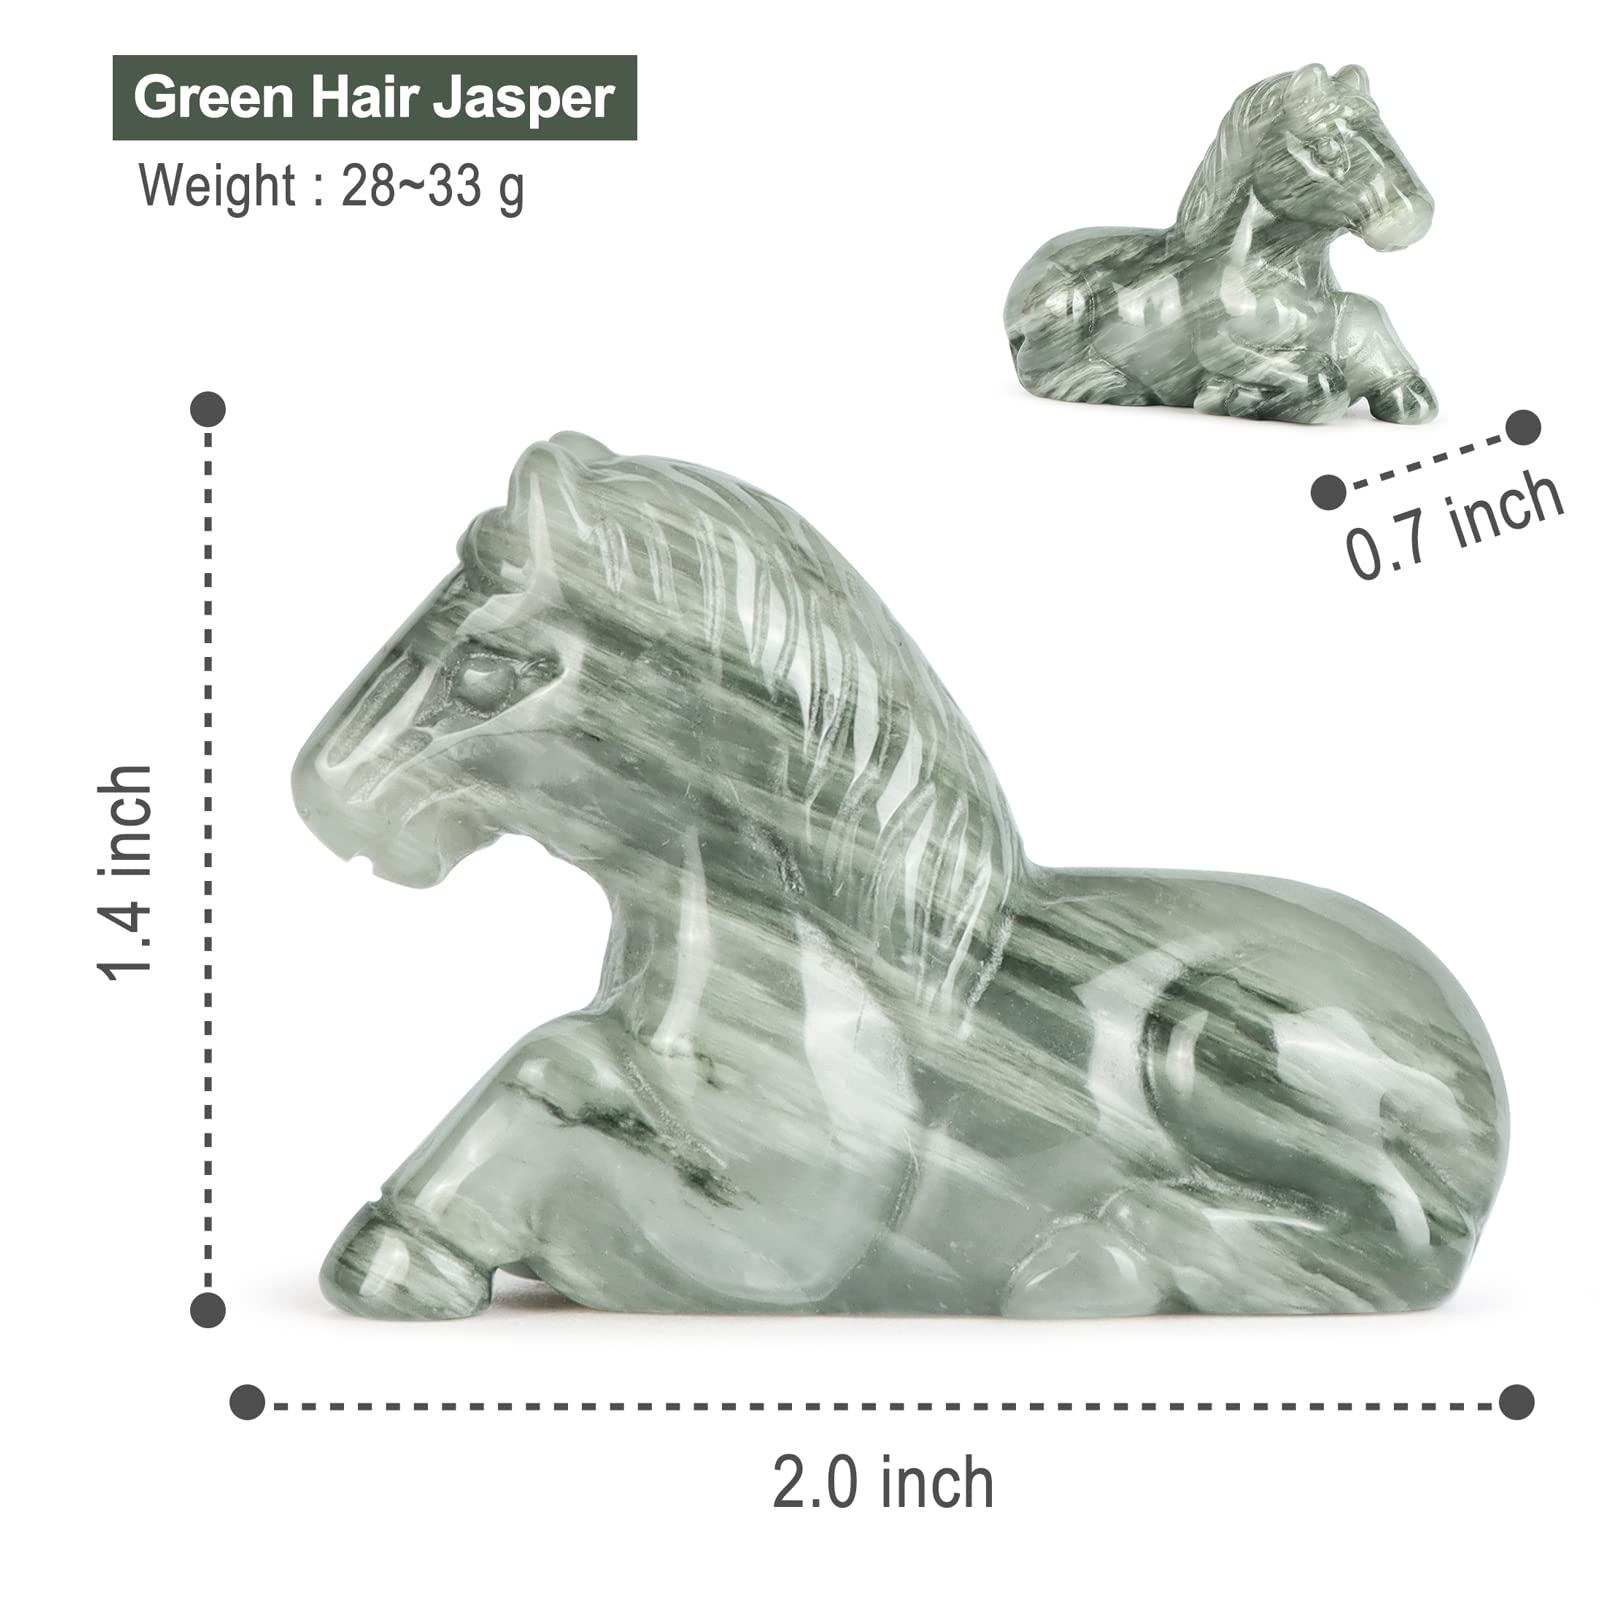 Green Hair Jasper
Weight : 28~33 g
0.7 inch
1.4 inch
2.0 inch